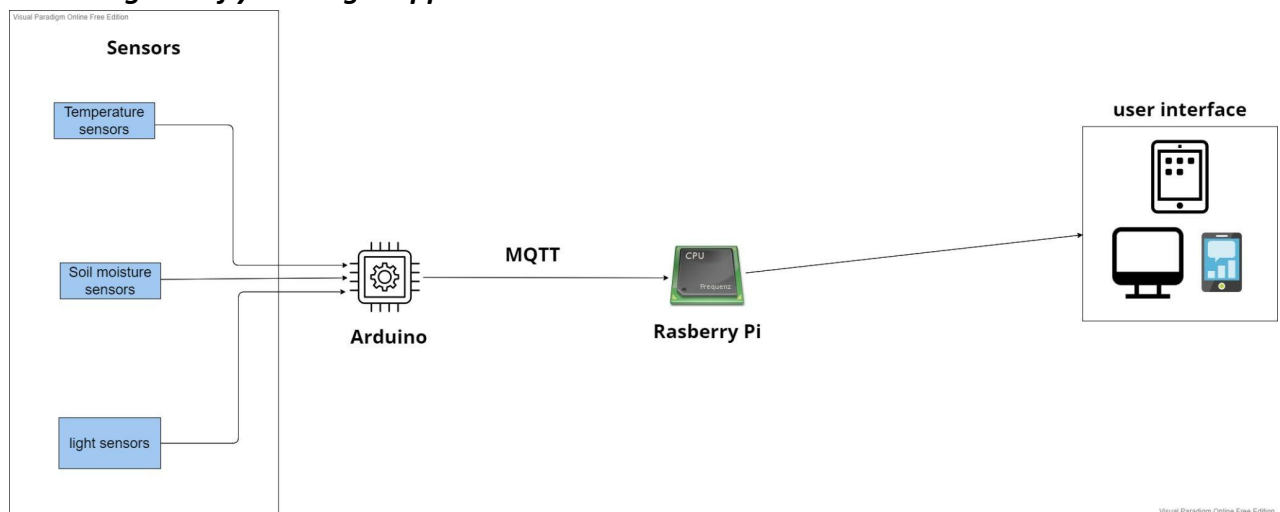 Visual Paradigm Online Free Edition
Sensors
Temperature
sensors
user interface
Soil moisture
sensors
MQTT
CPU
Frequenz
Arduino
Rasberry Pi
light sensors
Visual Paradigm Online Free Edition